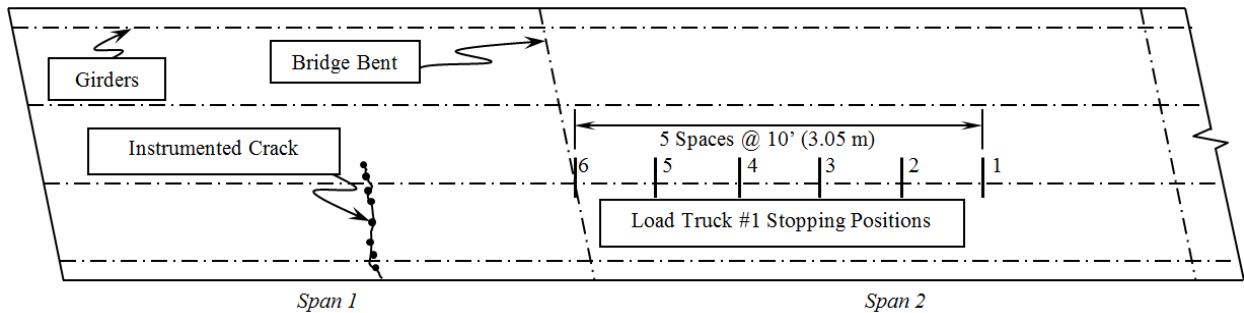 Bridge Bent
Girders
5 Spaces @ 10’ (3.05 m)
Instrumented Crack
6 5 4 3 2 1
Load Truck #1 Stopping Positions
Span 1 Span 2